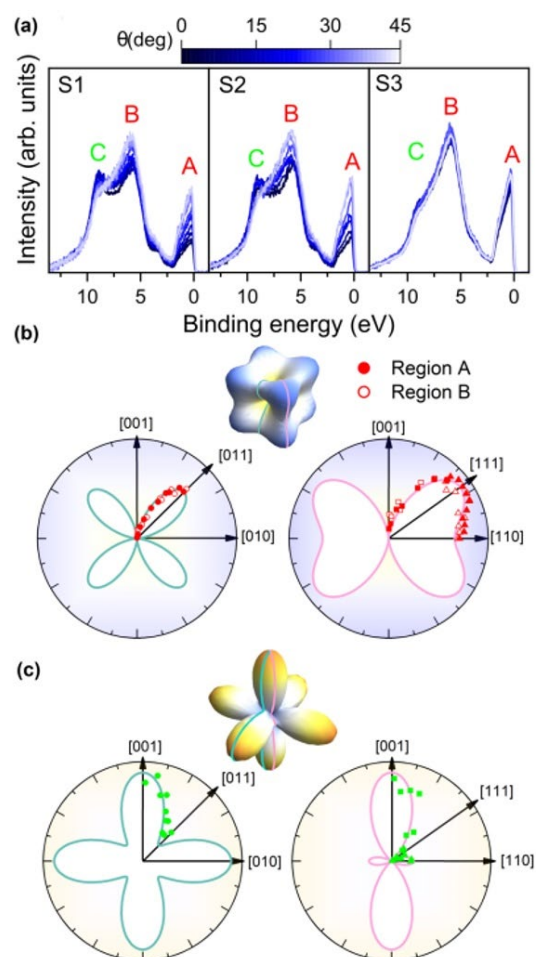 (a)
θ(deg)
0 15 30 45
S1 S2 S3
C B A C B A C B A
Intensity (arb. units)
10 5 0 10 5 0 10 5 0
Binding energy (eV)
(b)
Region A
Region B
[001] [001]
[011] [111]
[010] [110]
(c)
[001] [001]
[011] [111]
[010] [110]